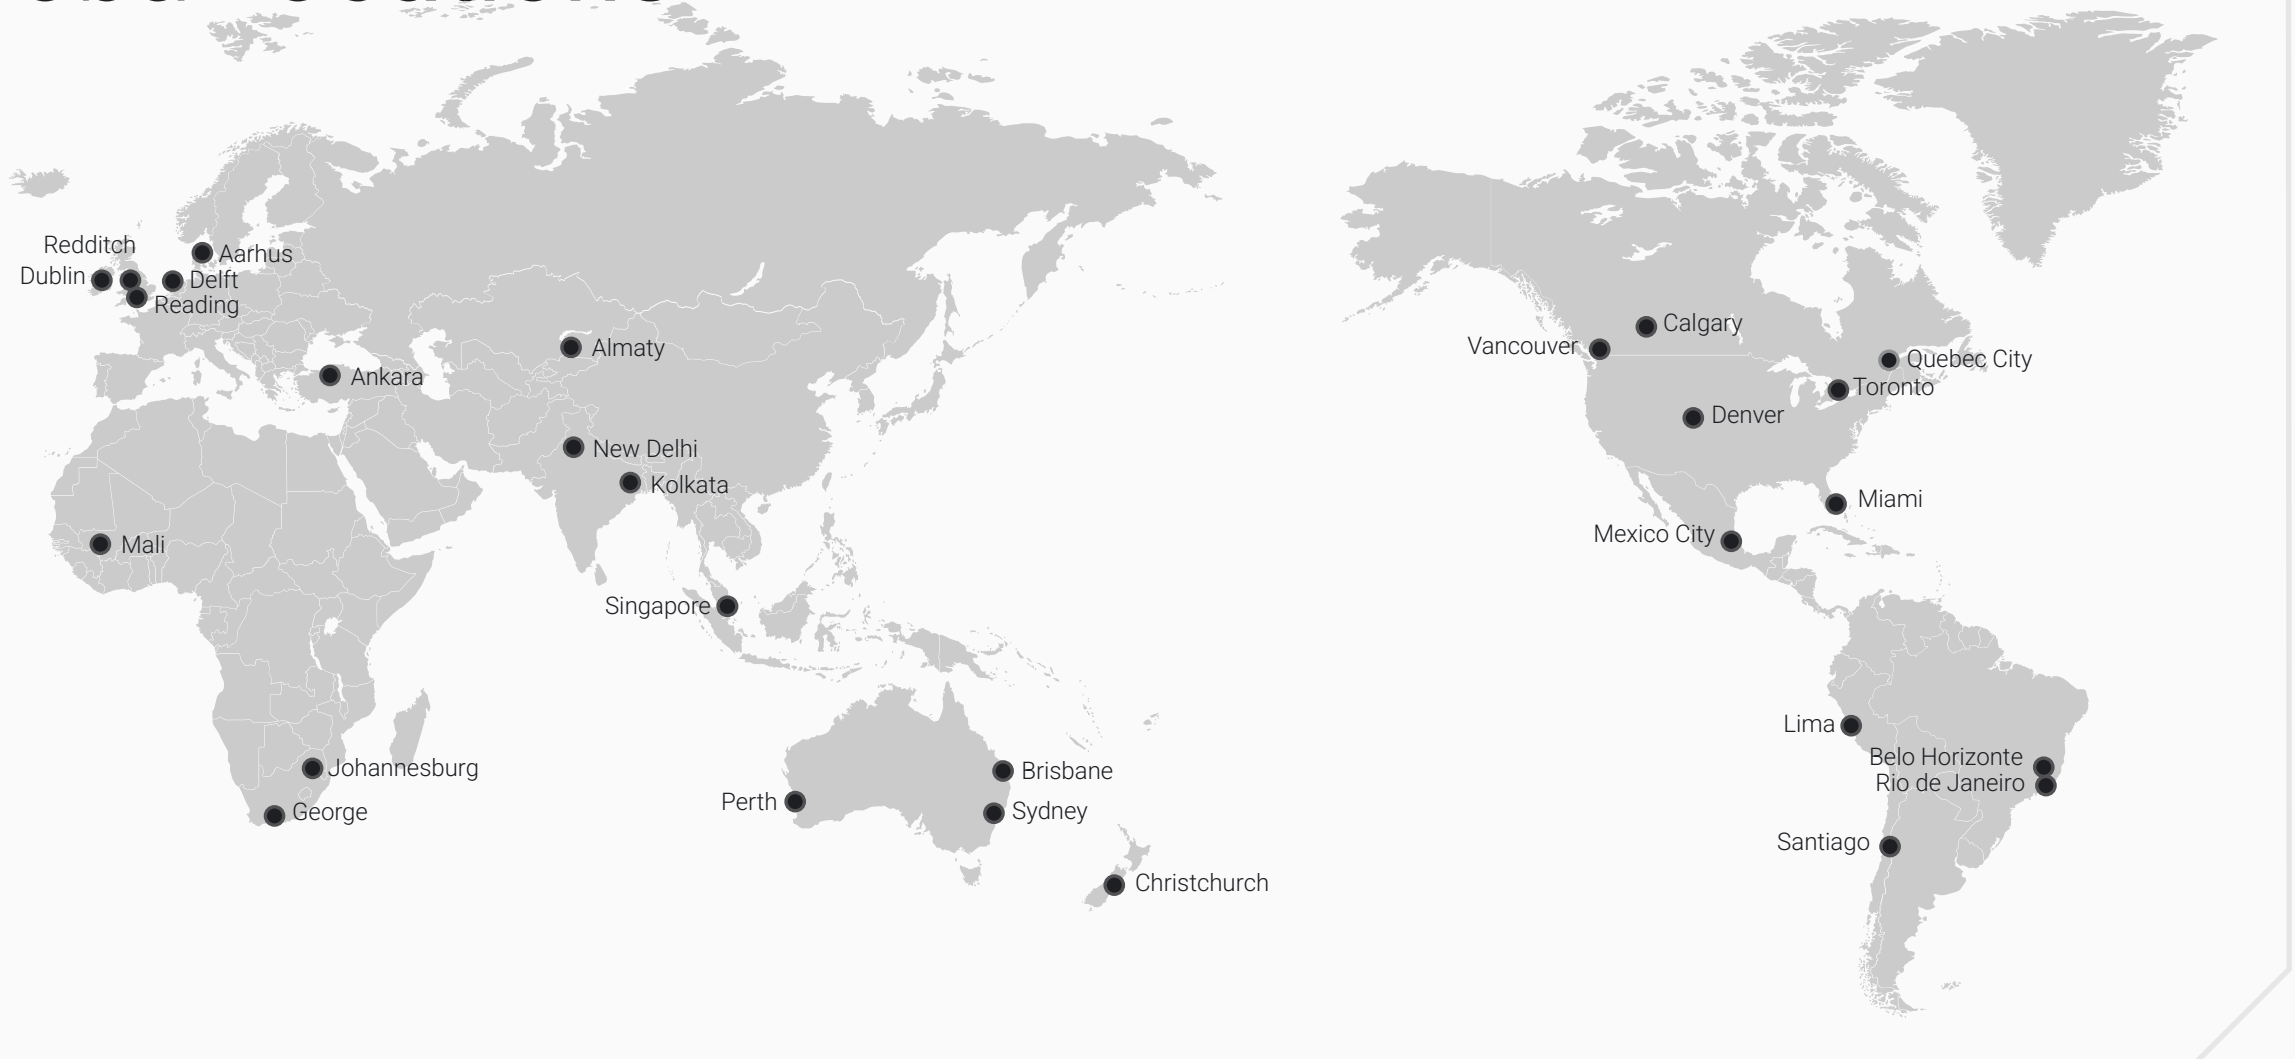 Redditch
Aarhus
Dublin
Delft
Reading
Almaty
Ankara
New Delhi
Kolkata
Mali
Singapore
Johannesburg
George
Brisbane
Perth
Sydney
Christchurch
Calgary
Vancouver
Quebec City
Toronto
Denver
Miami
Mexico City
Lima
Belo Horizonte
Rio de Janeiro
Santiago